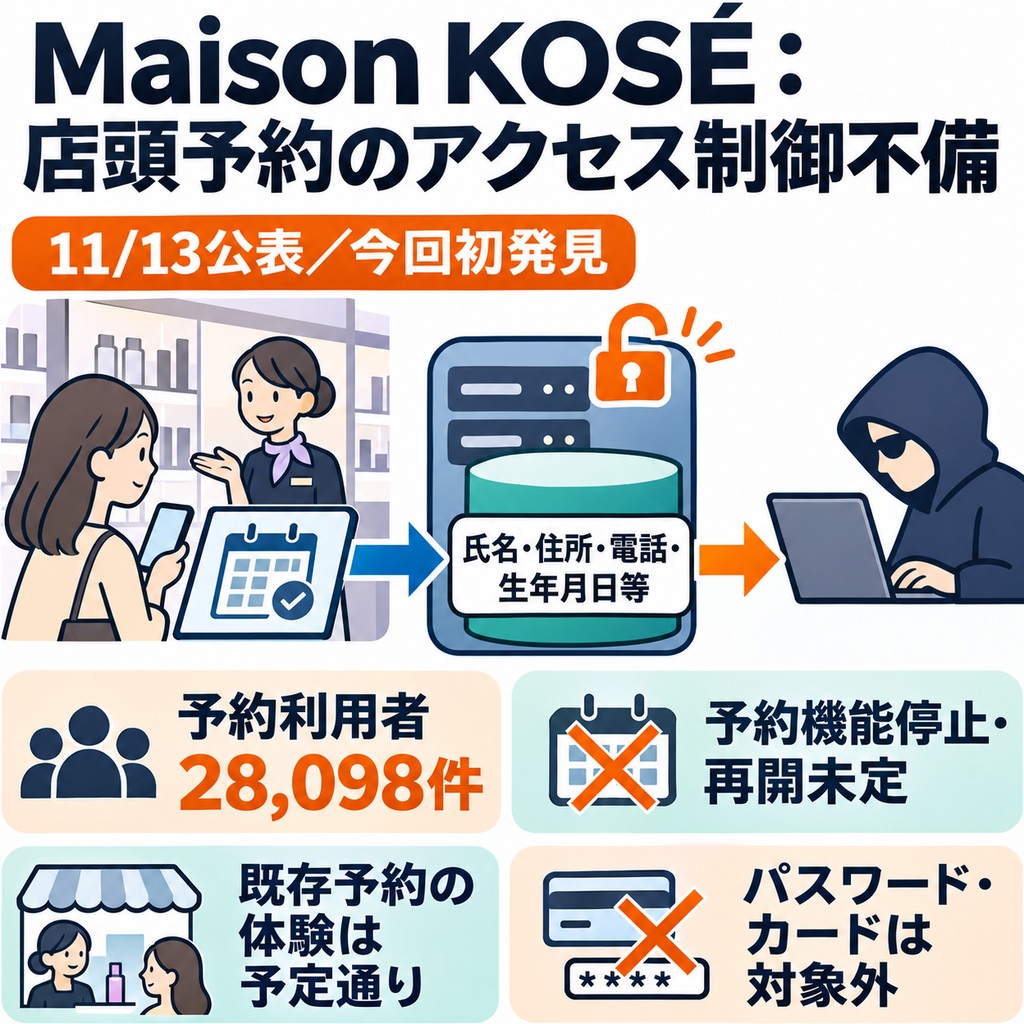 Maison KOSÉ：
店頭予約のアクセス制御不備
11/13公表／今回初発見
氏名・住所・電話・
生年月日等
予約利用者
28,098件
予約機能停止・
再開未定
既存予約の
体験は
予定通り
パスワード・
カードは
対象外
****